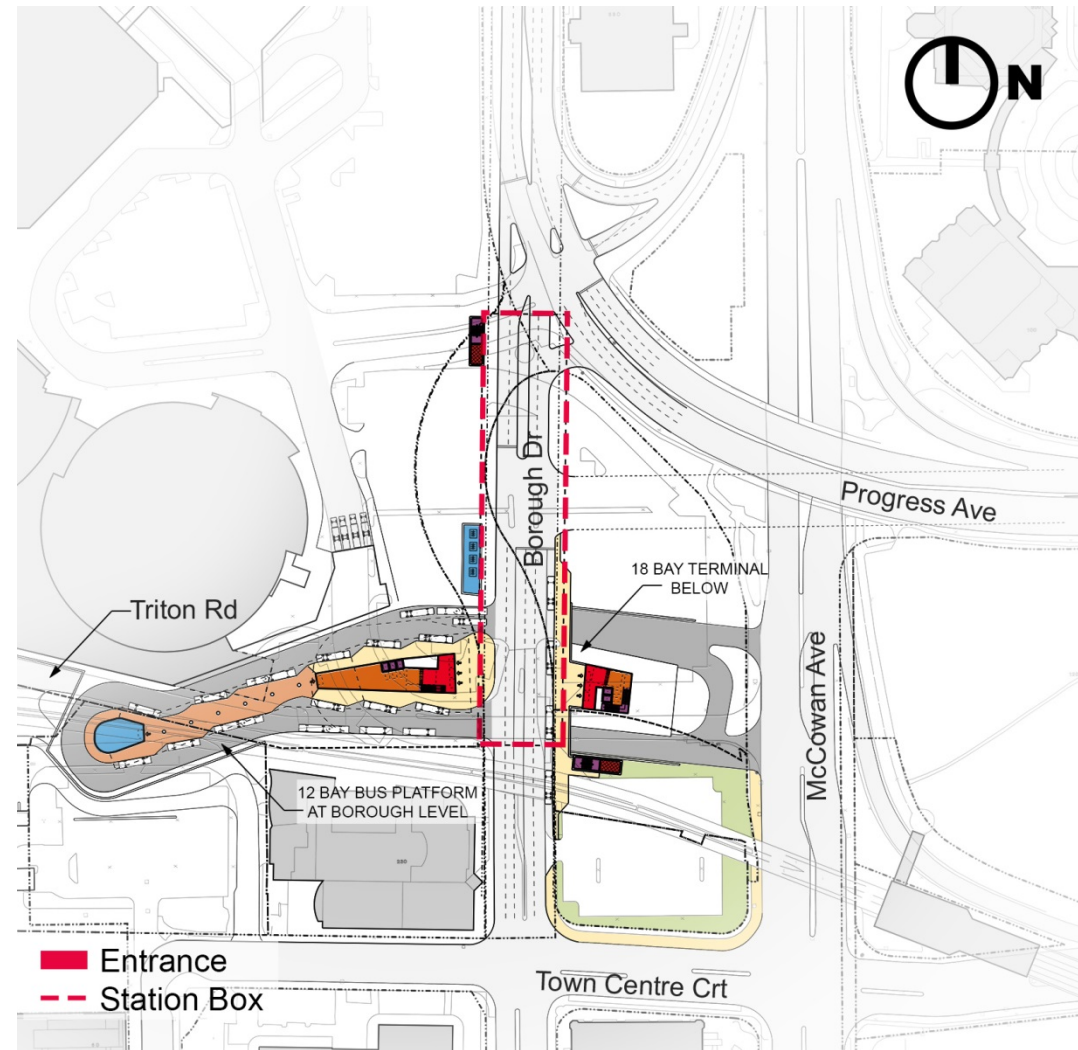 N
Borough Dr
Progress Ave
18 BAY TERMINAL
BELOW
Triton Rd
McCowan Ave
12 BAY BUS PLATFORM
AT BOROUGH LEVEL
Entrance
Station Box
Town Centre Crt